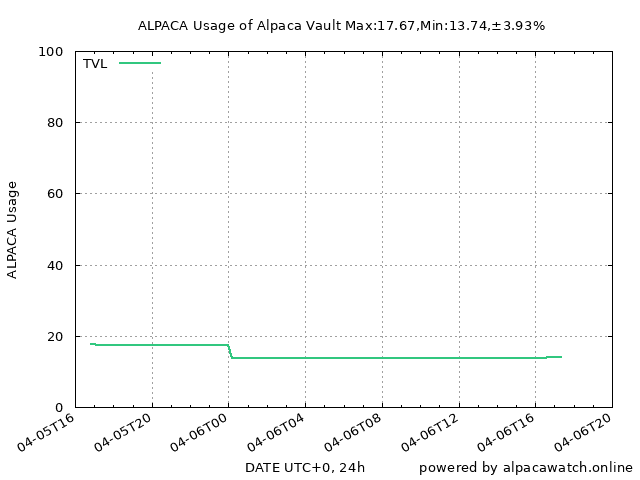 ALPACA Usage of Alpaca Vault Max:17.67,Min:13.74,±3.93%
100
TVL
80
60
ALPACA Usage
40
20
0
04-05T16
04-05T20
04-06T00
04-06T04
04-06T08
04-06T12
04-06T16
04-06T20
DATE UTC+0, 24h
powered by alpacawatch.online